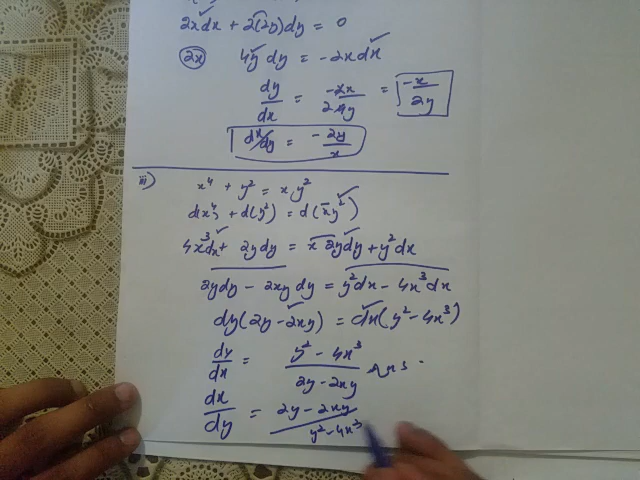 2xdx + 2(2y)dy = 0
2x 4y dy = -2x dx
dy/dx = -2x/2·4y = -x/2y
dx/dy = -2y/x
iii)
x⁴ + y² = xy²
d(x⁴) + d(y²) = d(xy²)
4x³dx + 2ydy = x 2ydy + y²dx
2ydy - 2xy dy = y²dx - 4x³dx
dy(2y - 2xy) = dx(y² - 4x³)
dy/dx = y² - 4x³ / 2y - 2xy Ans.
dx/dy = 2y - 2xy / y² - 4x³